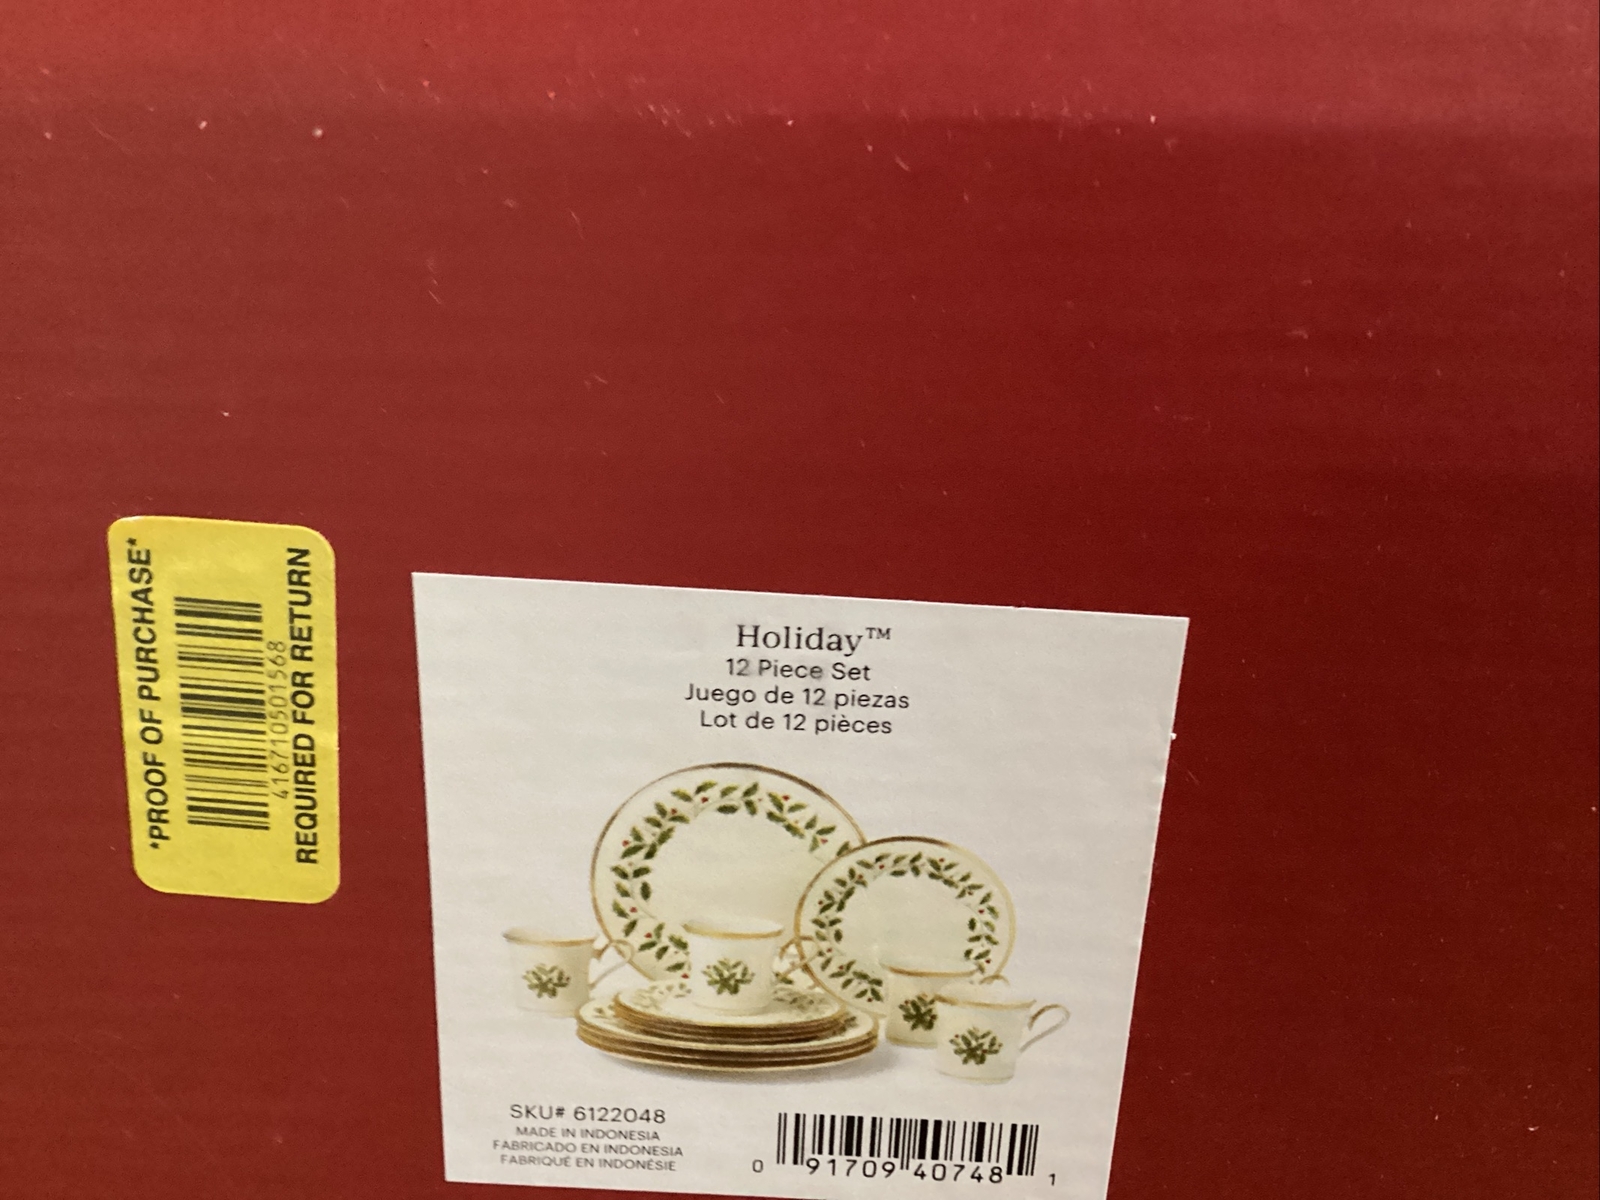 *PROOF OF PURCHASE*
416710501568
REQUIRED FOR RETURN
Holiday™
12 Piece Set
Juego de 12 piezas
Lot de 12 pièces
SKU# 6122048
MADE IN INDONESIA
FABRICADO EN INDONESIA
FABRIQUÉ EN INDONÉSIE
0 91709 40748 1